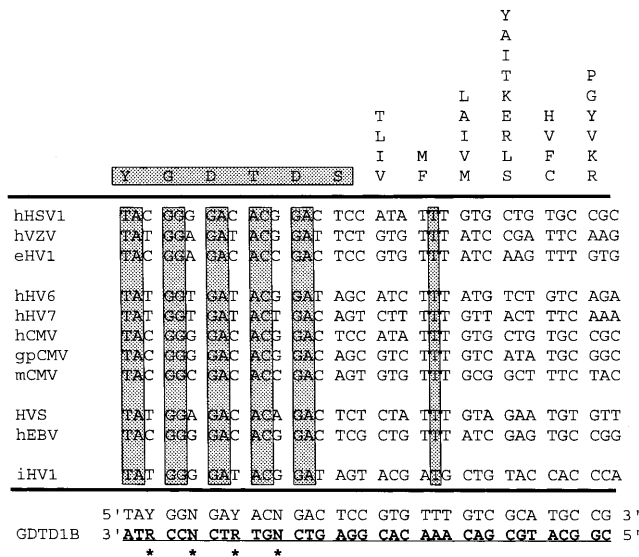 Y
A
I
T P
L K G
T A E H Y
L I R V V
I M V L F K
Y G D T D S V F M S C R
hHSV1 TAC GGG GAC ACG GAC TCC ATA TTT GTG CTG TGC CGC
hVZV TAT GGA GAT ACG GAC TCT GTG TTT ATC CGA TTC AAG
eHV1 TAC GGA GAC ACC GAC TCC GTG TTT ATC AAG TTT GTG
hHV6 TAT GGT GAT ACG GAT AGC ATC TTT ATG TCT GTC AGA
hHV7 TAT GGT GAT ACT GAC AGT CTT TTT GTT ACT TTC AAA
hCMV TAC GGG GAC ACG GAC TCC ATA TTT GTG CTG TGC CGC
gpCMV TAC GGG GAC ACG GAC AGC GTC TTT GTC ATA TGC GGC
mCMV TAC GGC GAC ACC GAC AGT GTG TTT GCG GCT TTC TAC
HVS TAT GGA GAC ACA GAC TCT CTA TTT GTA GAA TGT GTT
hEBV TAC GGG GAC ACG GAC TCG CTG TTT ATC GAG TGC CGG
iHV1 TAT GGG GAT ACG GAT AGT ACG ATG CTG TAC CAC CCA
5' TAY GGN GAY ACN GACTCC GTG TTT GTC GCA TGC CG 3'
GDTD1B 3' ATR CCN CTR TGN CTGAGG CAC AAA CAG CGT ACG GC 5'
* * * *